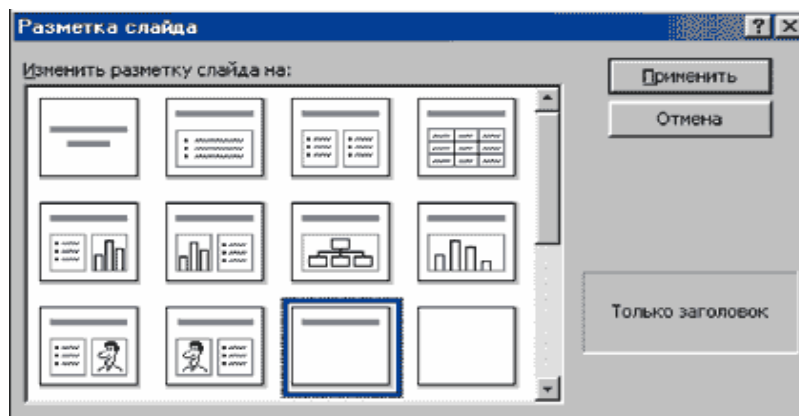 Разметка слайда
Изменить разметку слайда на:
Применить
Отмена
Только заголовок